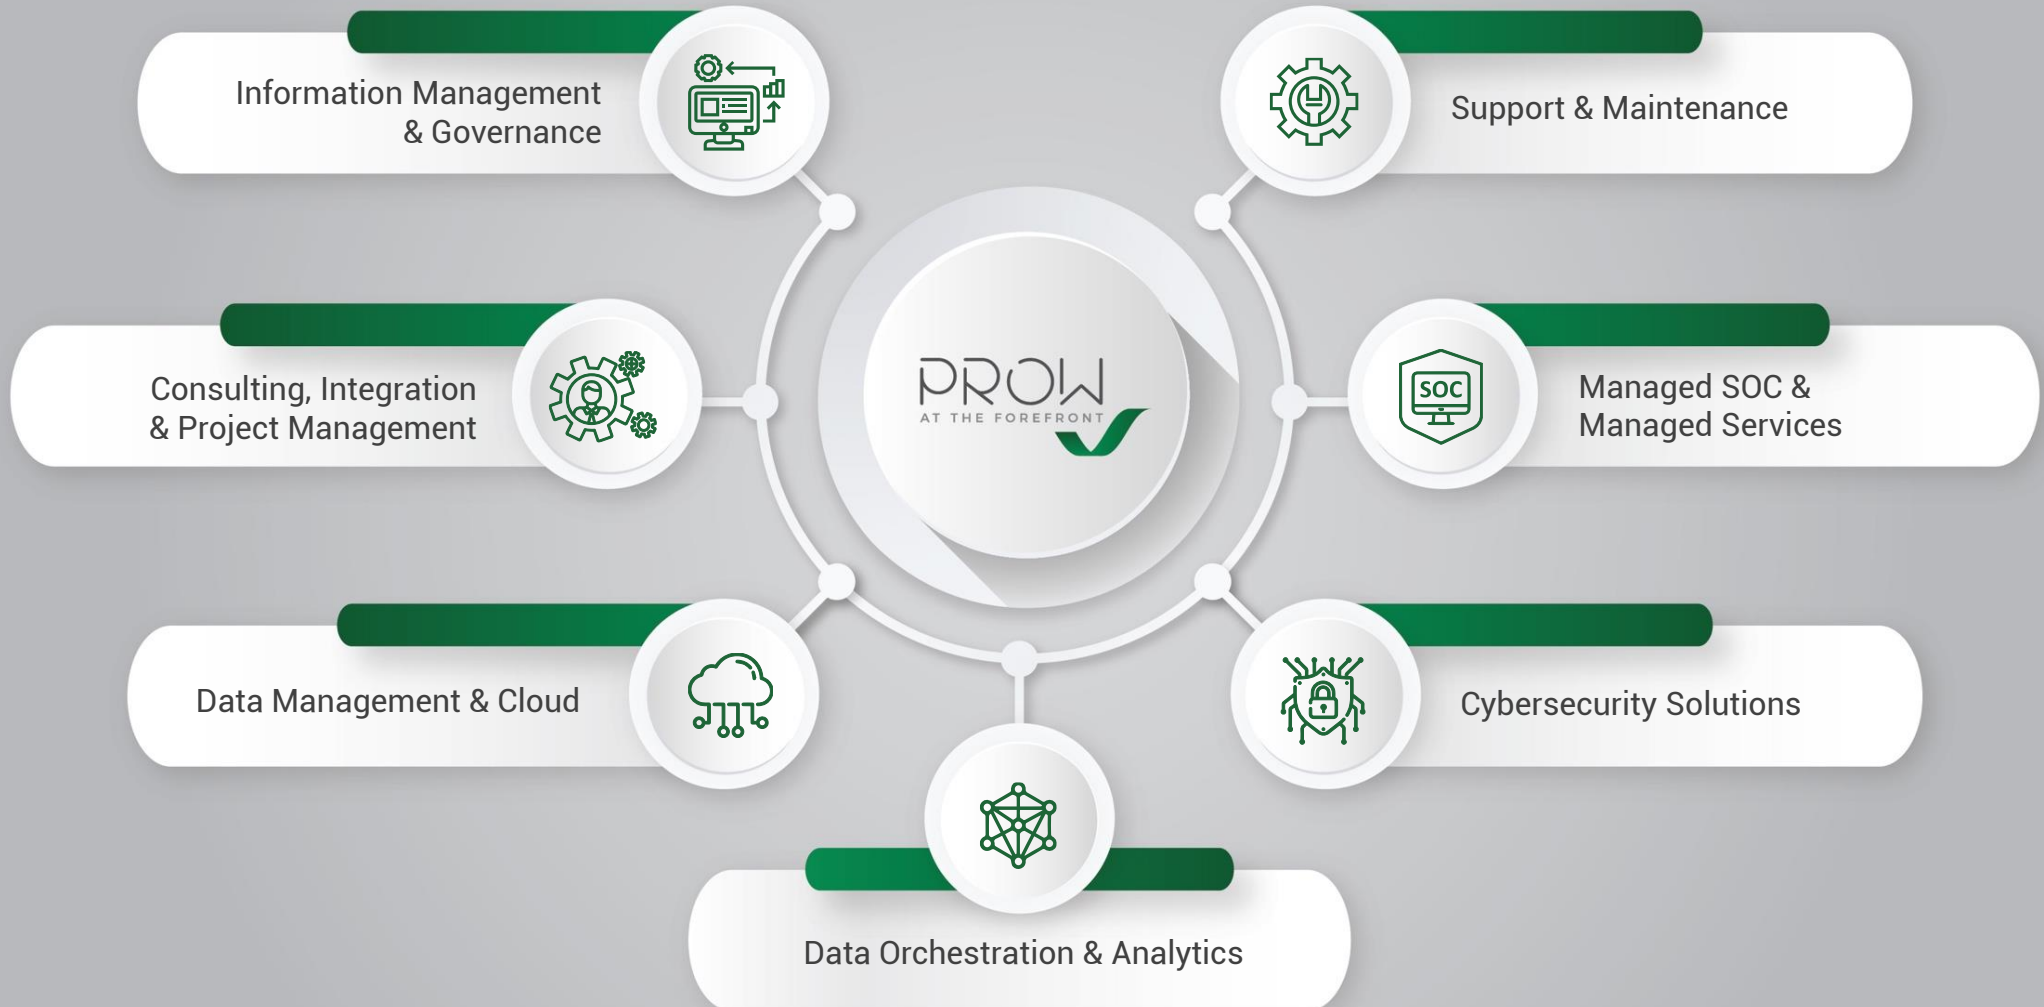 Information Management
& Governance
Support & Maintenance
PROW
AT THE FOREFRONT
Consulting, Integration
& Project Management
SOC
Managed SOC &
Managed Services
Data Management & Cloud
Cybersecurity Solutions
Data Orchestration & Analytics